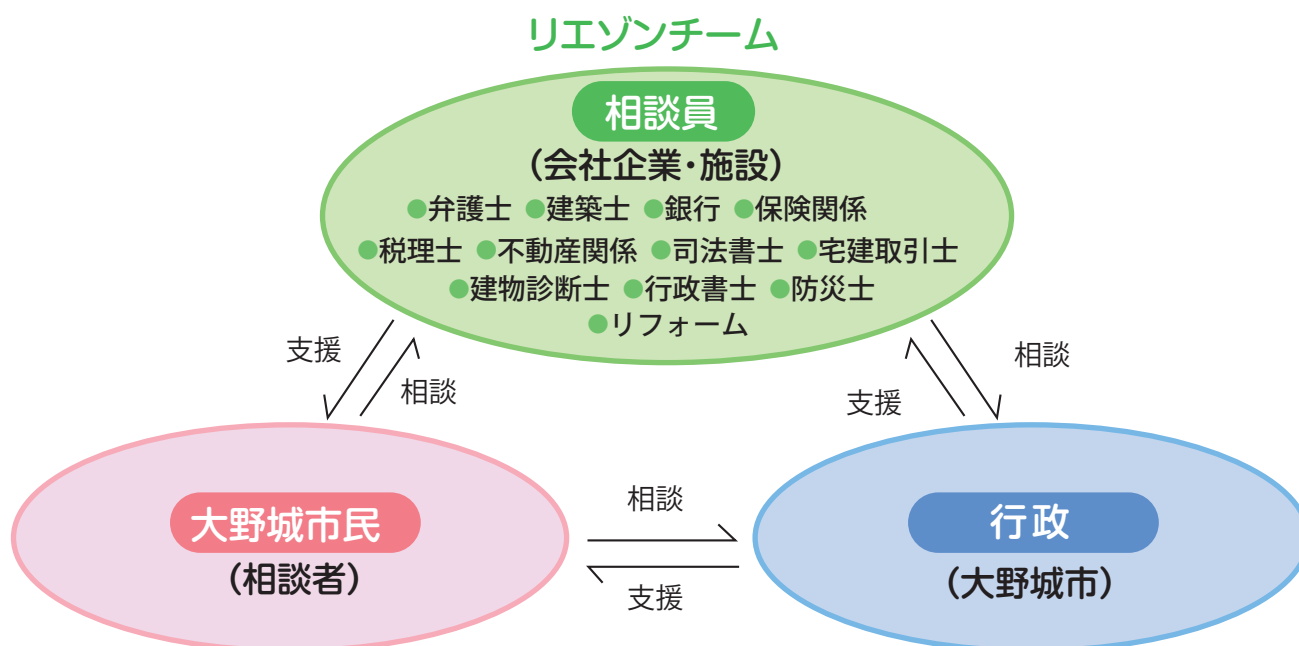 リエゾンチーム
相談員
(会社企業・施設)
●弁護士 ●建築士 ●銀行 ●保険関係
●税理士 ●不動産関係 ●司法書士 ●宅建取引士
●建物診断士 ●行政書士 ●防災士
●リフォーム
支援
相談
相談
支援
大野城市民
(相談者)
相談
支援
行政
(大野城市)